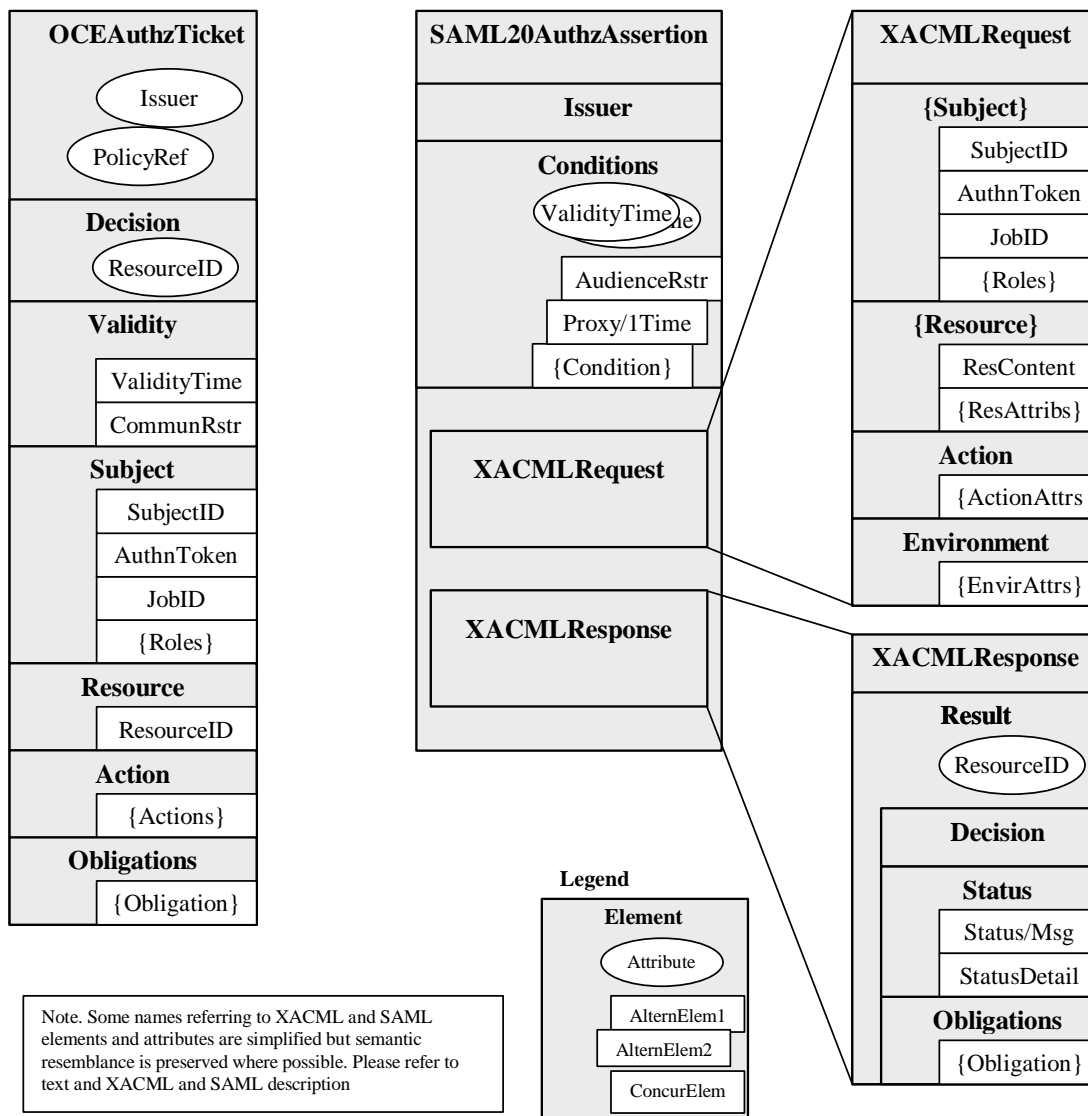 OCEAuthzTicket
Issuer
PolicyRef
Decision
ResourceID
Validity
ValidityTime
CommunRstr
Subject
SubjectID
AuthnToken
JobID
{Roles}
Resource
ResourceID
Action
{Actions}
Obligations
{Obligation}
SAML20AuthzAssertion
Issuer
Conditions
ValidityTime
ne
AudienceRstr
Proxy/1Time
{Condition}
XACMLRequest
XACMLResponse
XACMLRequest
{Subject}
SubjectID
AuthnToken
JobID
{Roles}
{Resource}
ResContent
{ResAttribs}
Action
{ActionAttrs
Environment
{EnvirAttrs}
XACMLResponse
Result
ResourceID
Decision
Status
Status/Msg
StatusDetail
Obligations
{Obligation}
Legend
Element
Attribute
AlternElem1
AlternElem2
ConcurElem
Note. Some names referring to XACML and SAML
elements and attributes are simplified but semantic
resemblance is preserved where possible. Please refer to
text and XACML and SAML description